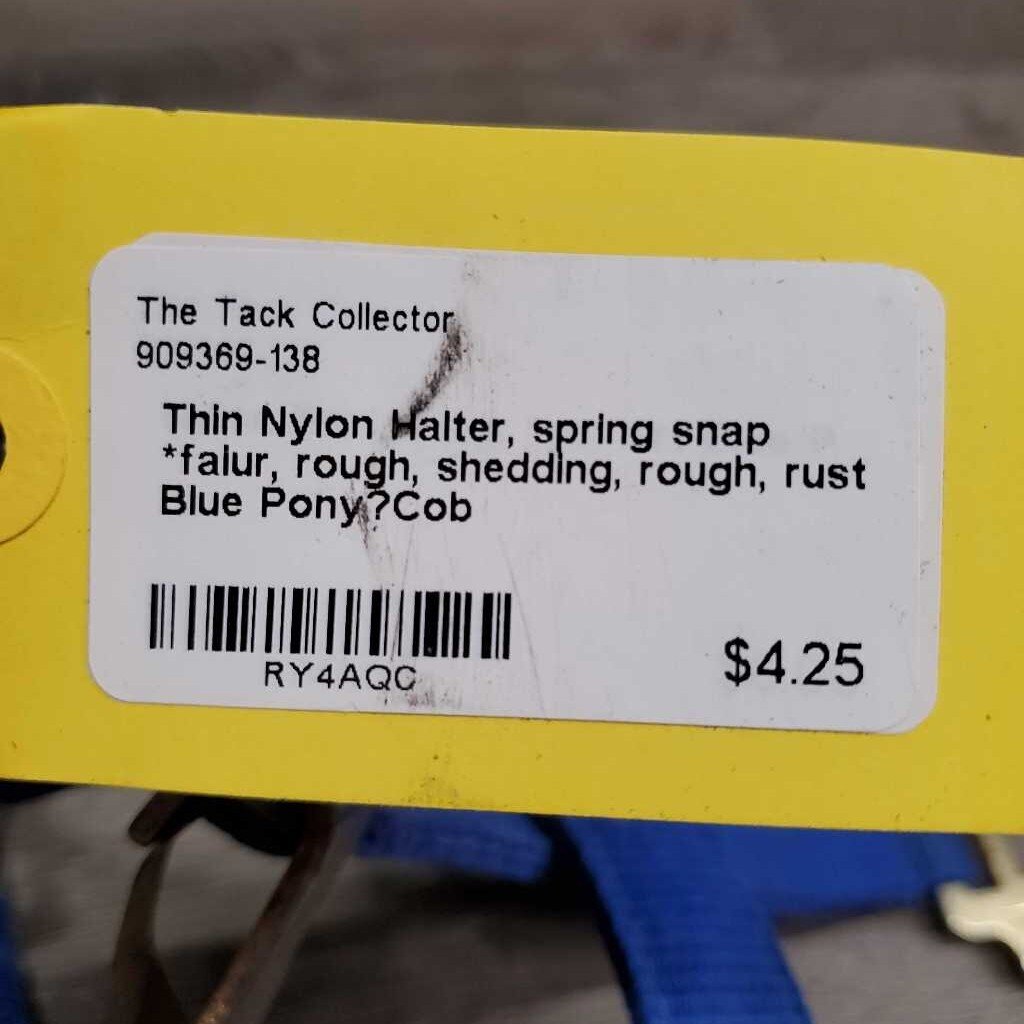 The Tack Collector
909369-138
Thin Nylon Halter, spring snap
*falur, rough, shedding, rough, rust
Blue Pony?Cob
RY4AQC
$4.25